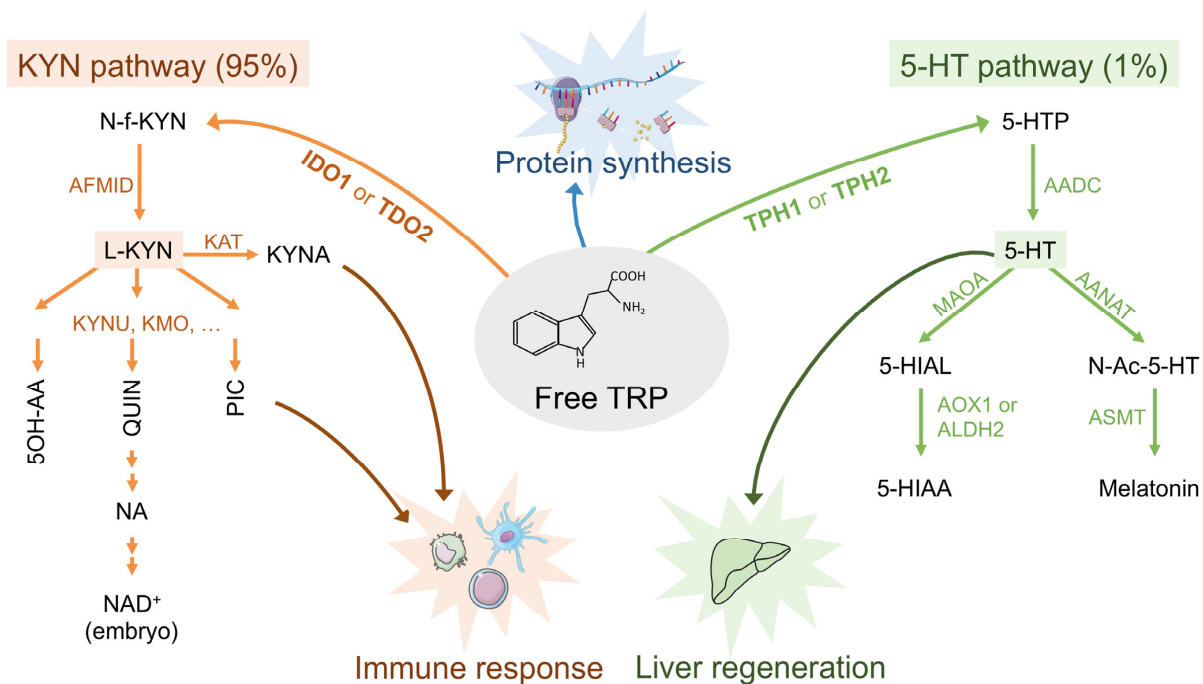 KYN pathway (95%)
N-f-KYN
AFMID
L-KYN
KAT
KYNA
KYNU, KMO, ...
5OH-AA
QUIN
PIC
NA
NAD⁺
(embryo)
IDO1 or TDO2
Protein synthesis
COOH
NH₂
N
H
Free TRP
Immune response
Liver regeneration
5-HT pathway (1%)
TPH1 or TPH2
5-HTP
AADC
5-HT
MAOA
AANAT
5-HIAL
N-Ac-5-HT
AOX1 or
ALDH2
ASMT
5-HIAA
Melatonin